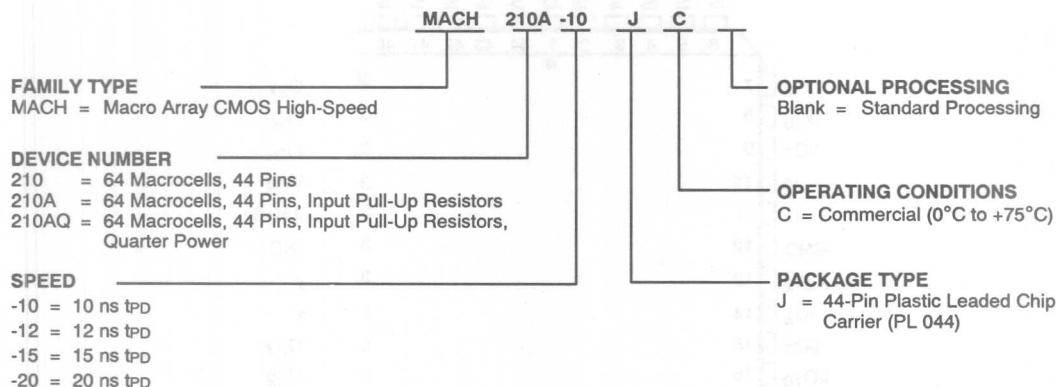 MACH 210A -10 J C
FAMILY TYPE
MACH = Macro Array CMOS High-Speed
DEVICE NUMBER
210 = 64 Macrocells, 44 Pins
210A = 64 Macrocells, 44 Pins, Input Pull-Up Resistors
210AQ = 64 Macrocells, 44 Pins, Input Pull-Up Resistors,
Quarter Power
SPEED
-10 = 10 ns tPD
-12 = 12 ns tPD
-15 = 15 ns tPD
-20 = 20 ns tPD
OPTIONAL PROCESSING
Blank = Standard Processing
OPERATING CONDITIONS
C = Commercial (0°C to +75°C)
PACKAGE TYPE
J = 44-Pin Plastic Leaded Chip
Carrier (PL 044)